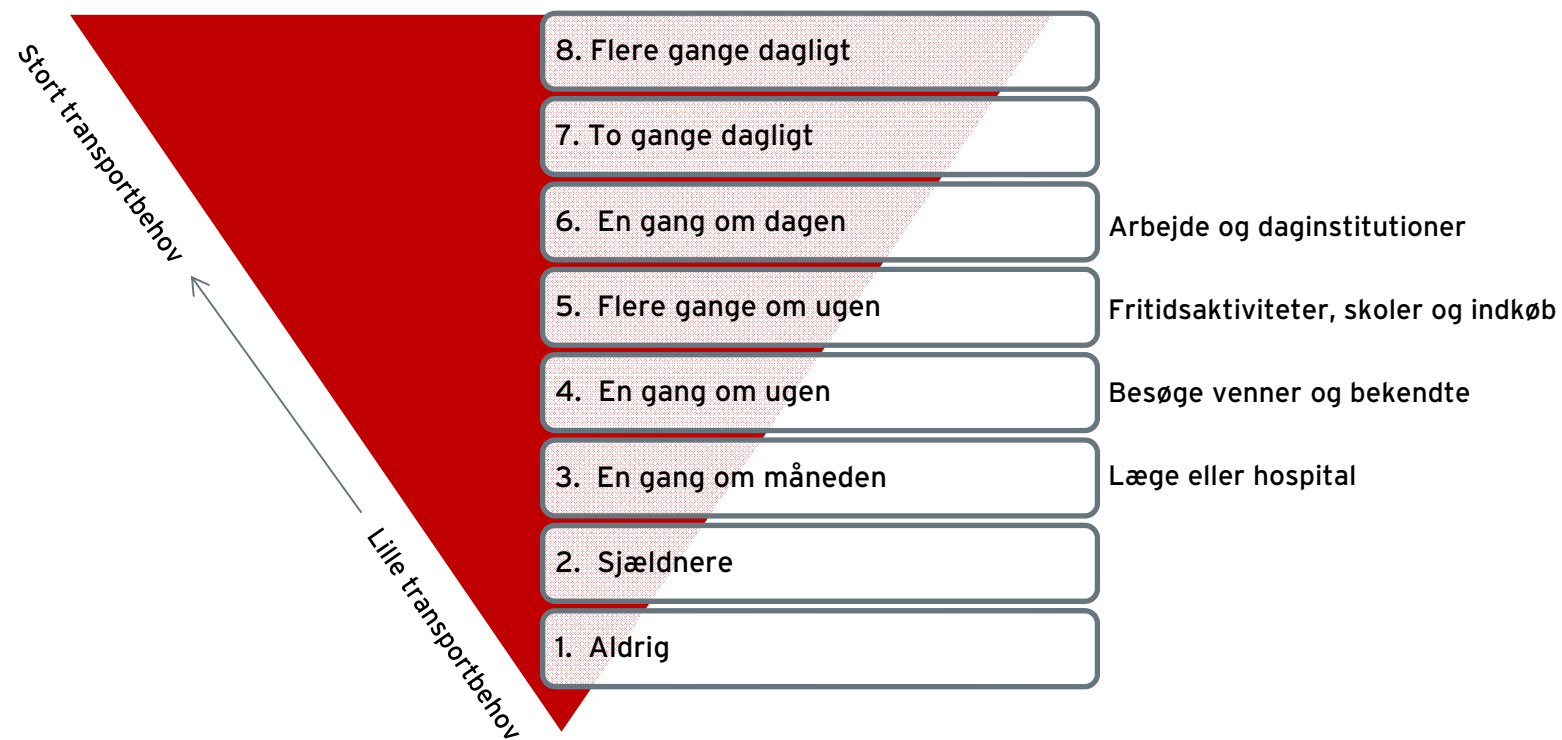 Stort transportbehov
Lille transportbehov
8. Flere gange dagligt
7. To gange dagligt
6. En gang om dagen
Arbejde og daginstitutioner
5. Flere gange om ugen
Fritidsaktiviteter, skoler og indkøb
4. En gang om ugen
Besøge venner og bekendte
3. En gang om måneden
Læge eller hospital
2. Sjældnere
1. Aldrig